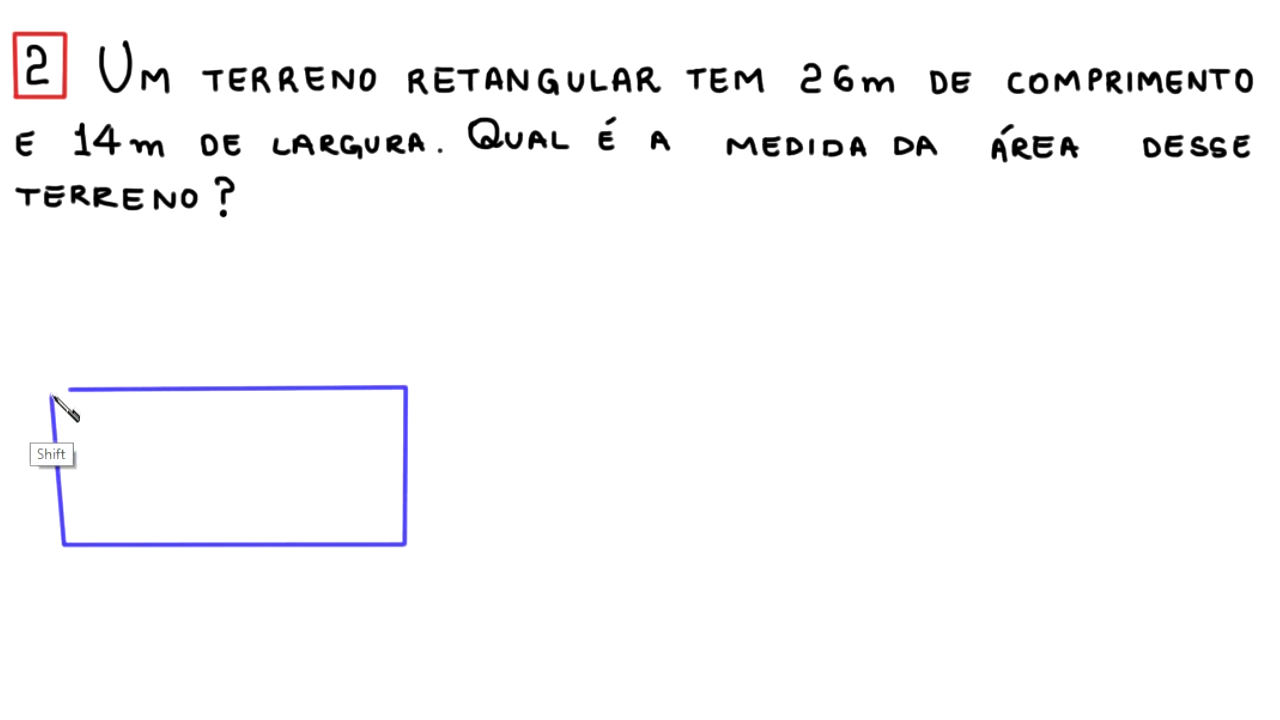 2 UM TERRENO RETANGULAR TEM 26m DE COMPRIMENTO
E 14m DE LARGURA. QUAL É A MEDIDA DA ÁREA DESSE
TERRENO?
Shift